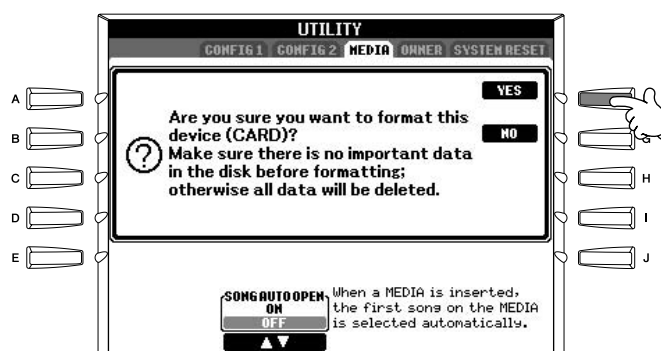 UTILITY
CONFIG 1 CONFIG 2 MEDIA OWNER SYSTEM RESET
YES
Are you sure you want to format this
device (CARD)?
NO
Make sure there is no important data
in the disk before formatting;
otherwise all data will be deleted.
A
B
C
D
E
G
H
I
J
SONG AUTO OPEN
ON
OFF
When a MEDIA is inserted,
the first song on the MEDIA
is selected automatically.